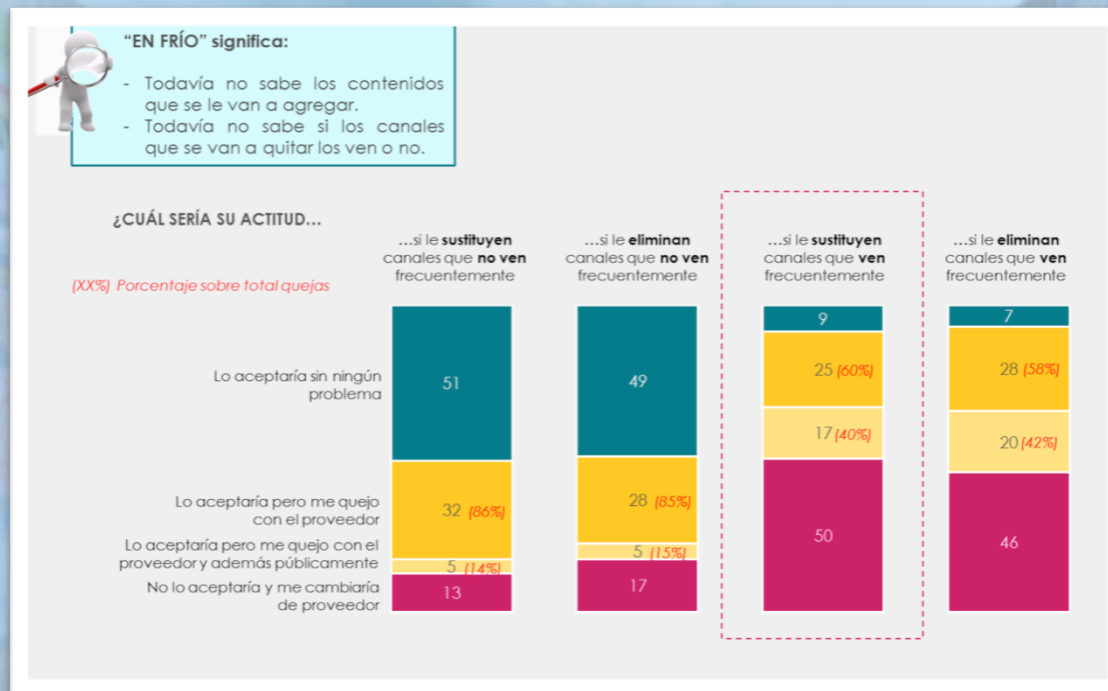 “EN FRÍO” significa:
- Todavía no sabe los contenidos
que se le van a agregar.
- Todavía no sabe si los canales
que se van a quitar los ven o no.
¿CUÁL SERÍA SU ACTITUD...
(XX%) Porcentaje sobre total quejas
...si le sustituyen
canales que no ven
frecuentemente
...si le eliminan
canales que no ven
frecuentemente
...si le sustituyen
canales que ven
frecuentemente
...si le eliminan
canales que ven
frecuentemente
Lo aceptaría sin ningún
problema
51
49
9
7
Lo aceptaría pero me quejo
con el proveedor
32 (86%)
28 (85%)
25 (60%)
28 (58%)
Lo aceptaría pero me quejo con el
proveedor y además públicamente
5 (14%)
5 (15%)
17 (40%)
20 (42%)
No lo aceptaría y me cambiaría
de proveedor
13
17
50
46